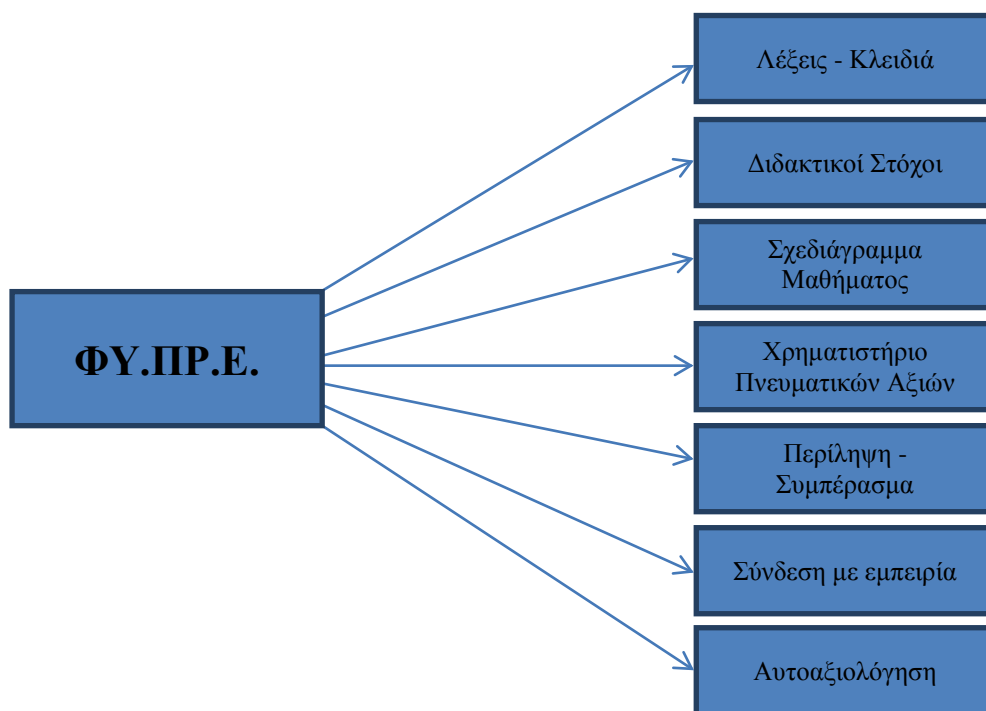 Λέξεις - Κλειδιά
Διδακτικοί Στόχοι
Σχεδιάγραμμα
Μαθήματος
ΦΥ.ΠΡ.Ε.
Χρηματιστήριο
Πνευματικών Αξιών
Περίληψη -
Συμπέρασμα
Σύνδεση με εμπειρία
Αυτοαξιολόγηση